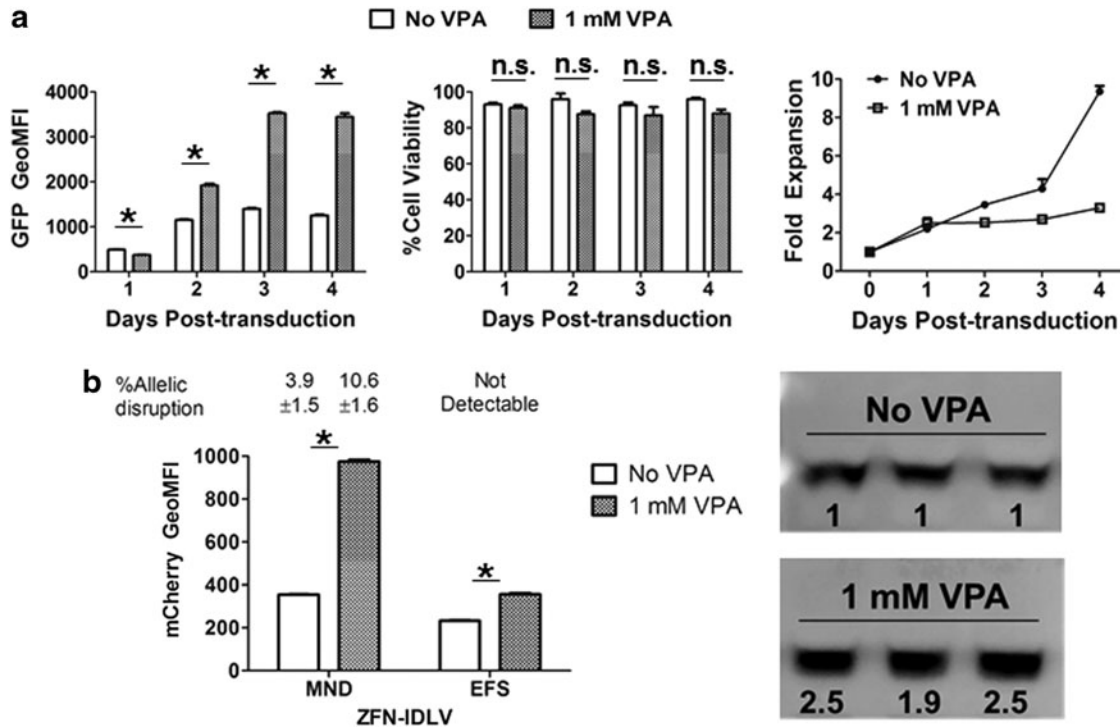 a
No VPA
1 mM VPA
GFP GeoMFI
4000
3000
2000
1000
0
*
*
*
*
1 2 3 4
Days Post-transduction
%Cell Viability
100
80
60
40
20
0
n.s. n.s. n.s. n.s.
1 2 3 4
Days Post-transduction
Fold Expansion
10
8
6
4
2
0
No VPA
1 mM VPA
0 1 2 3 4
Days Post-transduction
b
%Allelic
disruption
3.9
±1.5
10.6
±1.6
Not
Detectable
mCherry GeoMFI
1000
800
600
400
200
0
*
*
MND EFS
ZFN-IDLV
No VPA
1 mM VPA
No VPA
1 1 1
1 mM VPA
2.5 1.9 2.5